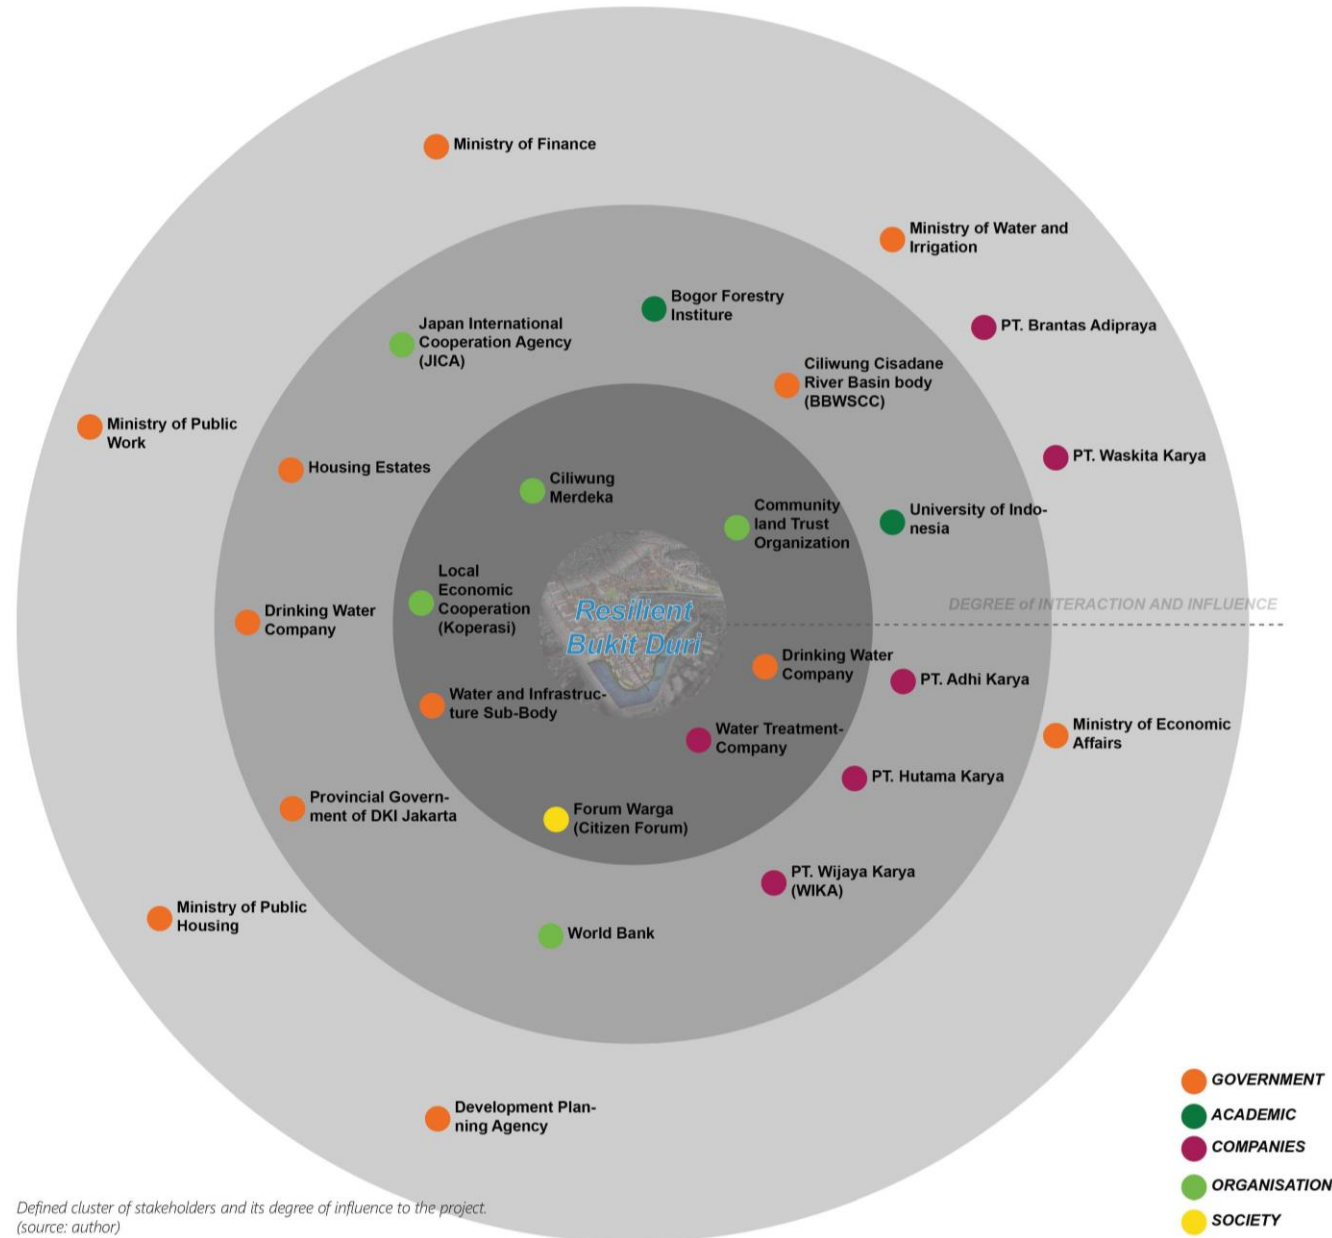 Ministry of Finance
Ministry of Water and
Irrigation
Bogor Forestry
Institure
Japan International
Cooperation Agency
(JICA)
PT. Brantas Adipraya
Ciliwung Cisadane
River Basin body
(BBWSCC)
Ministry of Public
Work
Housing Estates
PT. Waskita Karya
Ciliwung
Merdeka
Community
land Trust
Organization
University of Indo-
nesia
Local
Economic
Cooperation
(Koperasi)
Drinking Water
Company
Resilient
Bukit Duri
DEGREE of INTERACTION AND INFLUENCE
Drinking Water
Company
PT. Adhi Karya
Water and Infrastruc-
ture Sub-Body
Water Treatment-
Company
Ministry of Economic
Affairs
PT. Hutama Karya
Provincial Govern-
ment of DKI Jakarta
Forum Warga
(Citizen Forum)
PT. Wijaya Karya
(WIKA)
Ministry of Public
Housing
World Bank
Development Plan-
ning Agency
GOVERNMENT
ACADEMIC
COMPANIES
ORGANISATION
SOCIETY
Defined cluster of stakeholders and its degree of influence to the project.
(source: author)